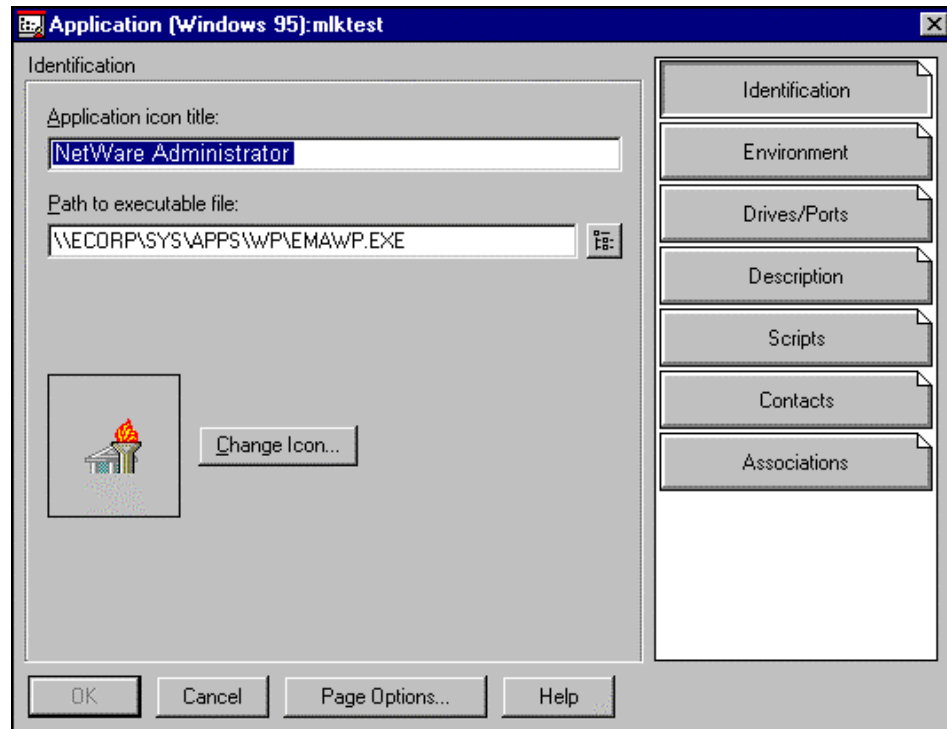 Application (Windows 95):mlktest
Identification
Application icon title:
NetWare Administrator
Path to executable file:
\\ECORP\SYS\APPS\WP\EMAWP.EXE
Change Icon...
Identification
Environment
Drives/Ports
Description
Scripts
Contacts
Associations
OK
Cancel
Page Options...
Help